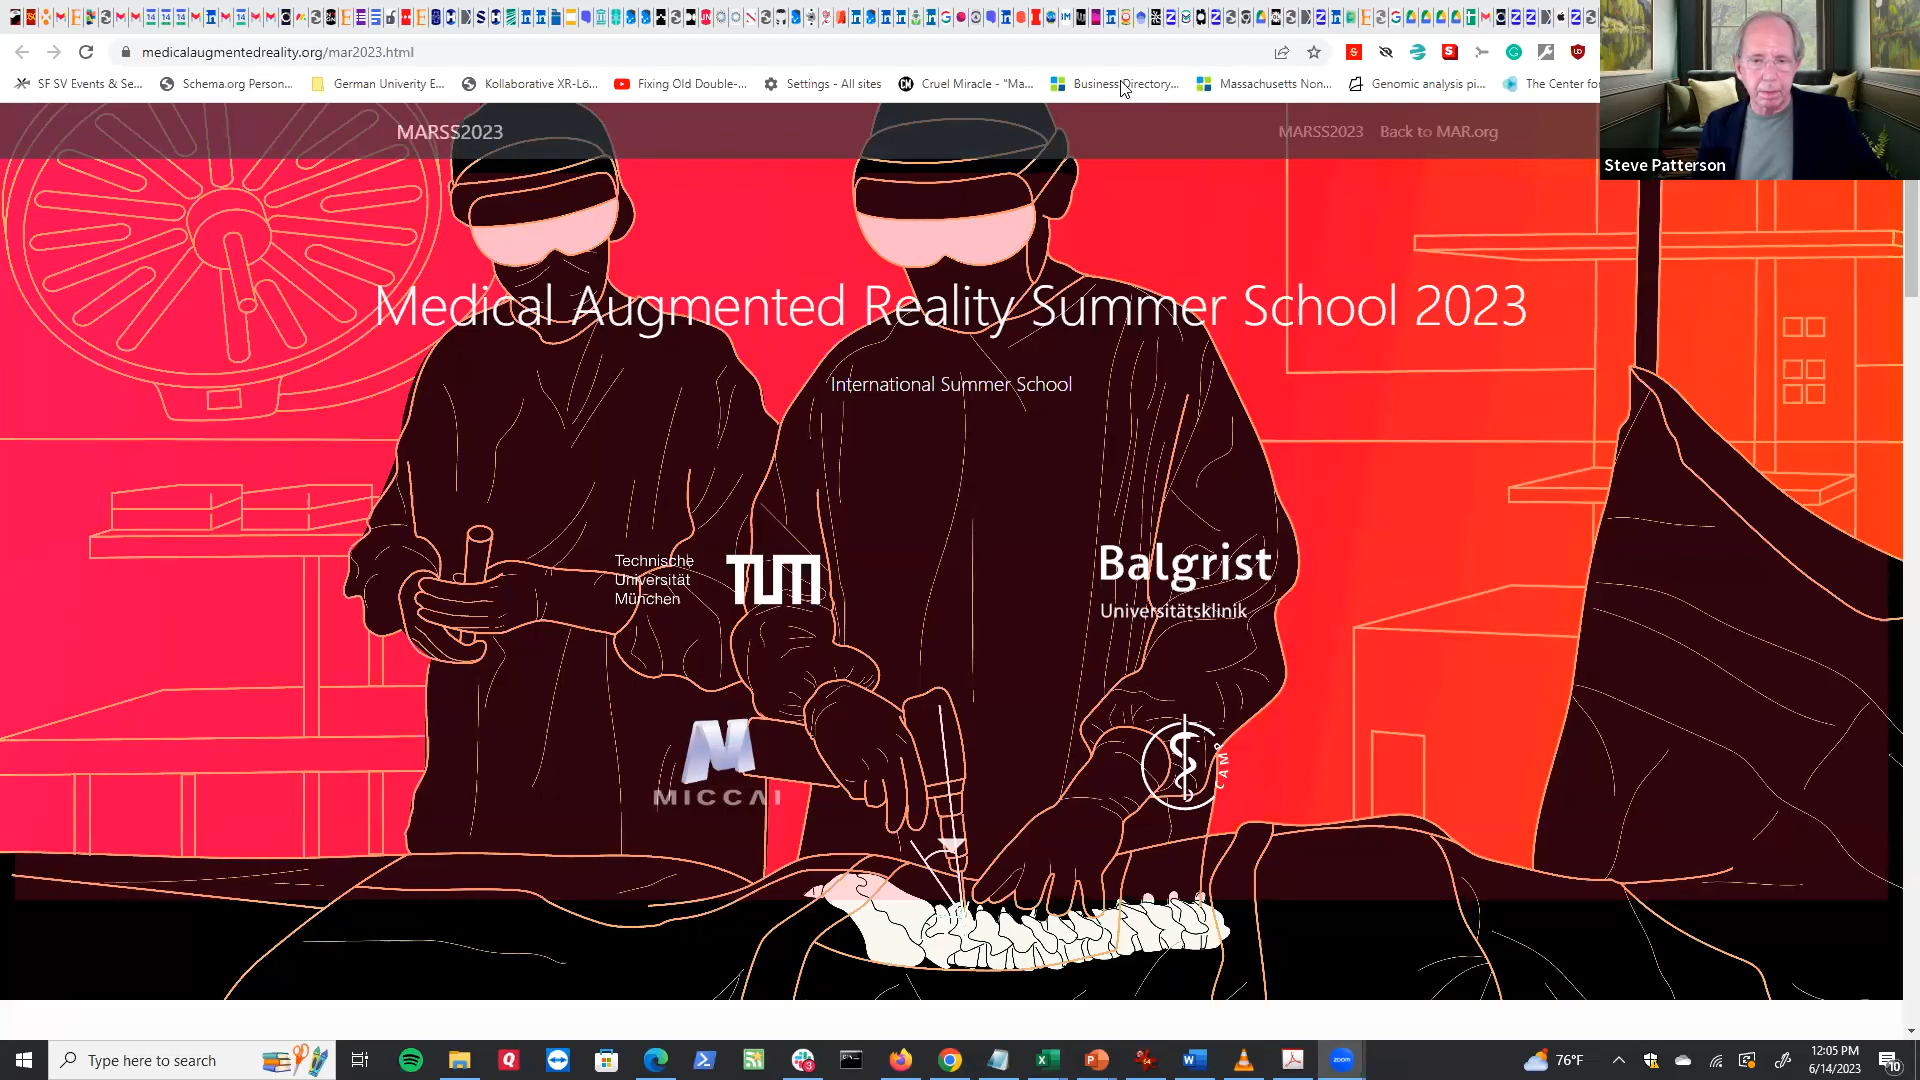 medicalaugmentedreality.org/mar2023.html
SF SV Events & Se...
Schema.org Person...
German Univerity E...
Kollaborative XR-Lö...
Fixing Old Double-...
Settings - All sites
Cruel Miracle - "Ma...
Business Directory...
Massachusetts Non...
Genomic analysis pi...
The Center for
Steve Patterson
MARSS2023
MARSS2023
Back to MAR.org
Medical Augmented Reality Summer School 2023
International Summer School
Technische
Universität
München
TUM
Balgrist
Universitätsklinik
MICCAI
CAMP
Type here to search
76°F
12:05 PM
6/14/2023
10